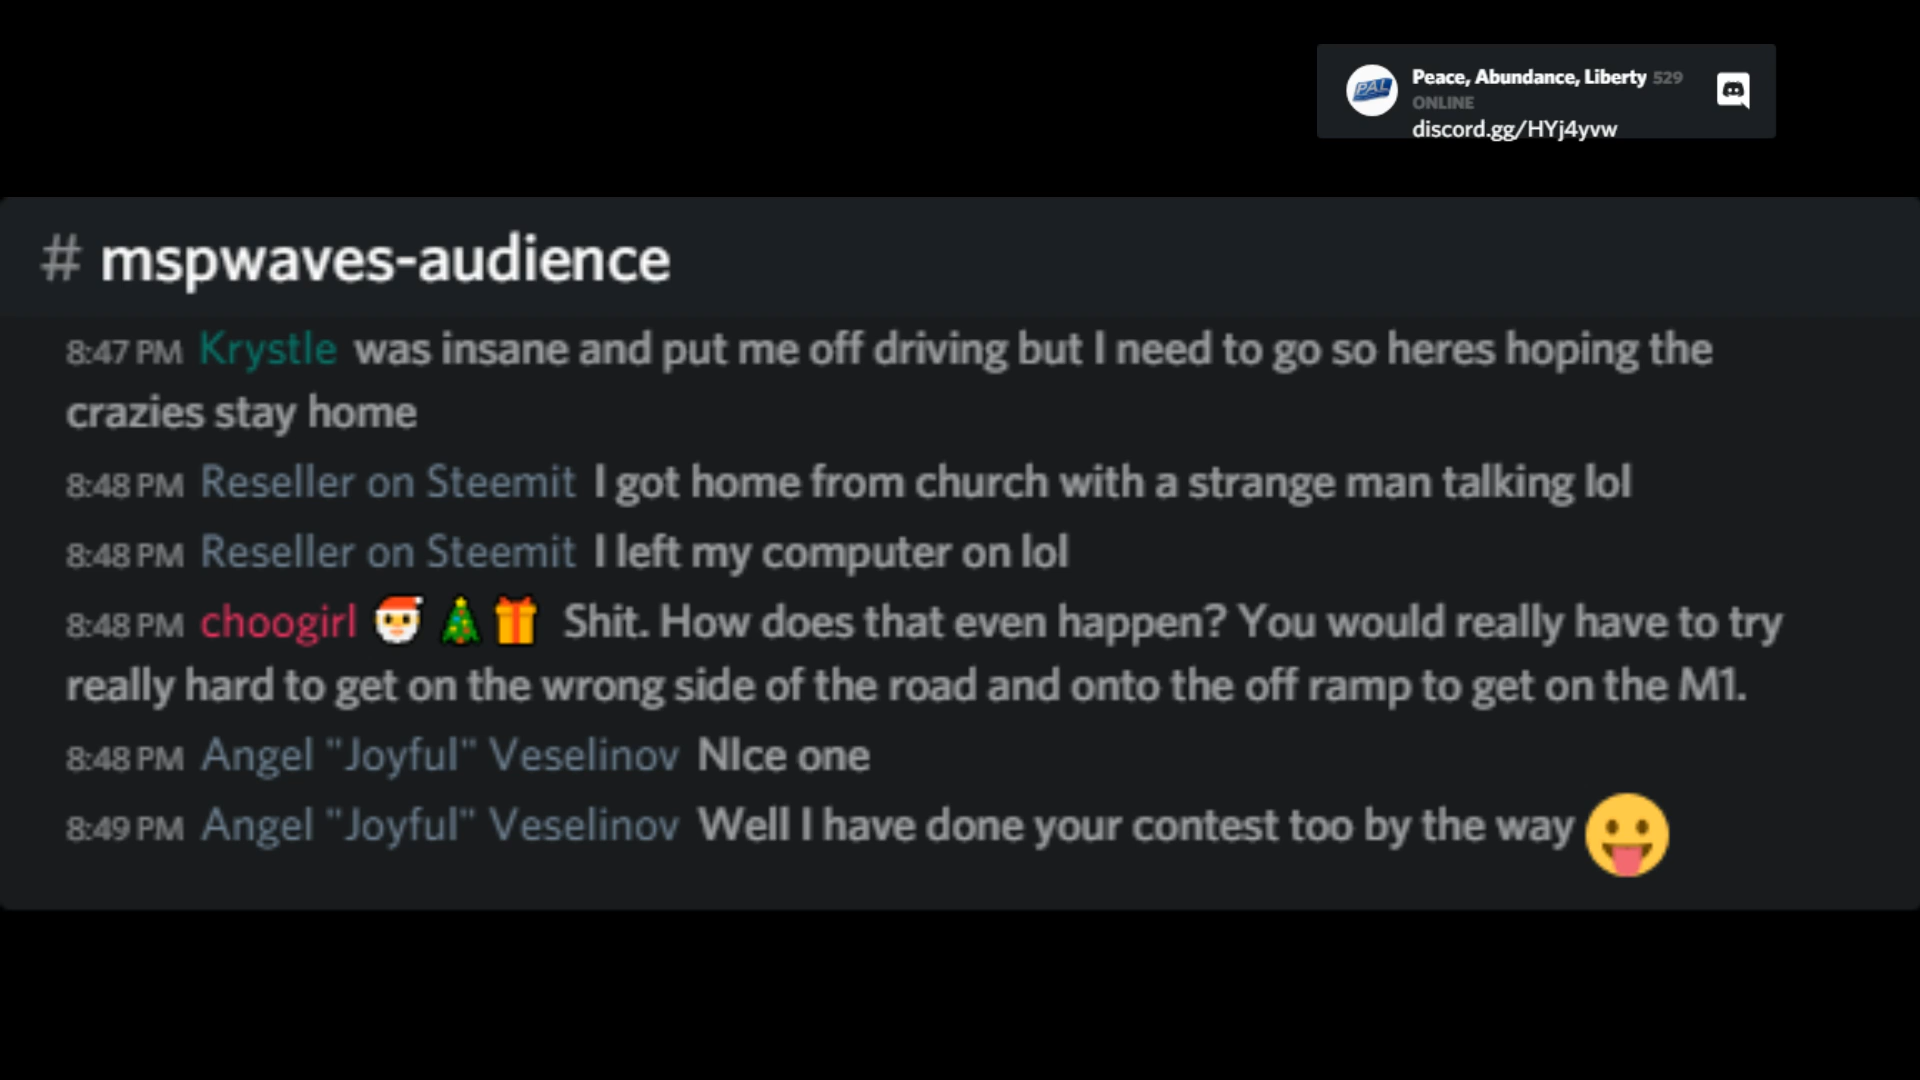 PAL
Peace, Abundance, Liberty 529
ONLINE
discord.gg/HYj4yvw
# mspwaves-audience
8:47 PM Krystle was insane and put me off driving but I need to go so heres hoping the
crazies stay home
8:48 PM Reseller on Steemit I got home from church with a strange man talking lol
8:48 PM Reseller on Steemit I left my computer on lol
8:48 PM choogirl 🎅 🎄 🎁 Shit. How does that even happen? You would really have to try
really hard to get on the wrong side of the road and onto the off ramp to get on the M1.
8:48 PM Angel "Joyful" Veselinov NIce one
8:49 PM Angel "Joyful" Veselinov Well I have done your contest too by the way 😛